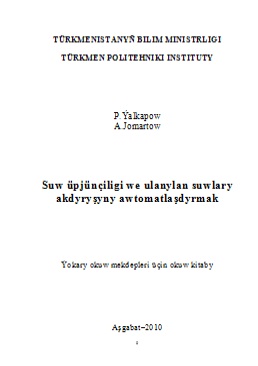 TÜRKMENISTANYŇ BILIM MINISTRLIGI
TÜRKMEN POLITEHNIKI INSTITUTY
P. Ýalkapow
A.Jomartow
Suw üpjünçiligi we ulanylan suwlary
akdyryşyny awtomatlaşdyrmak
Ýokary okuw mekdepleri üçin okuw kitaby
Aşgabat–2010